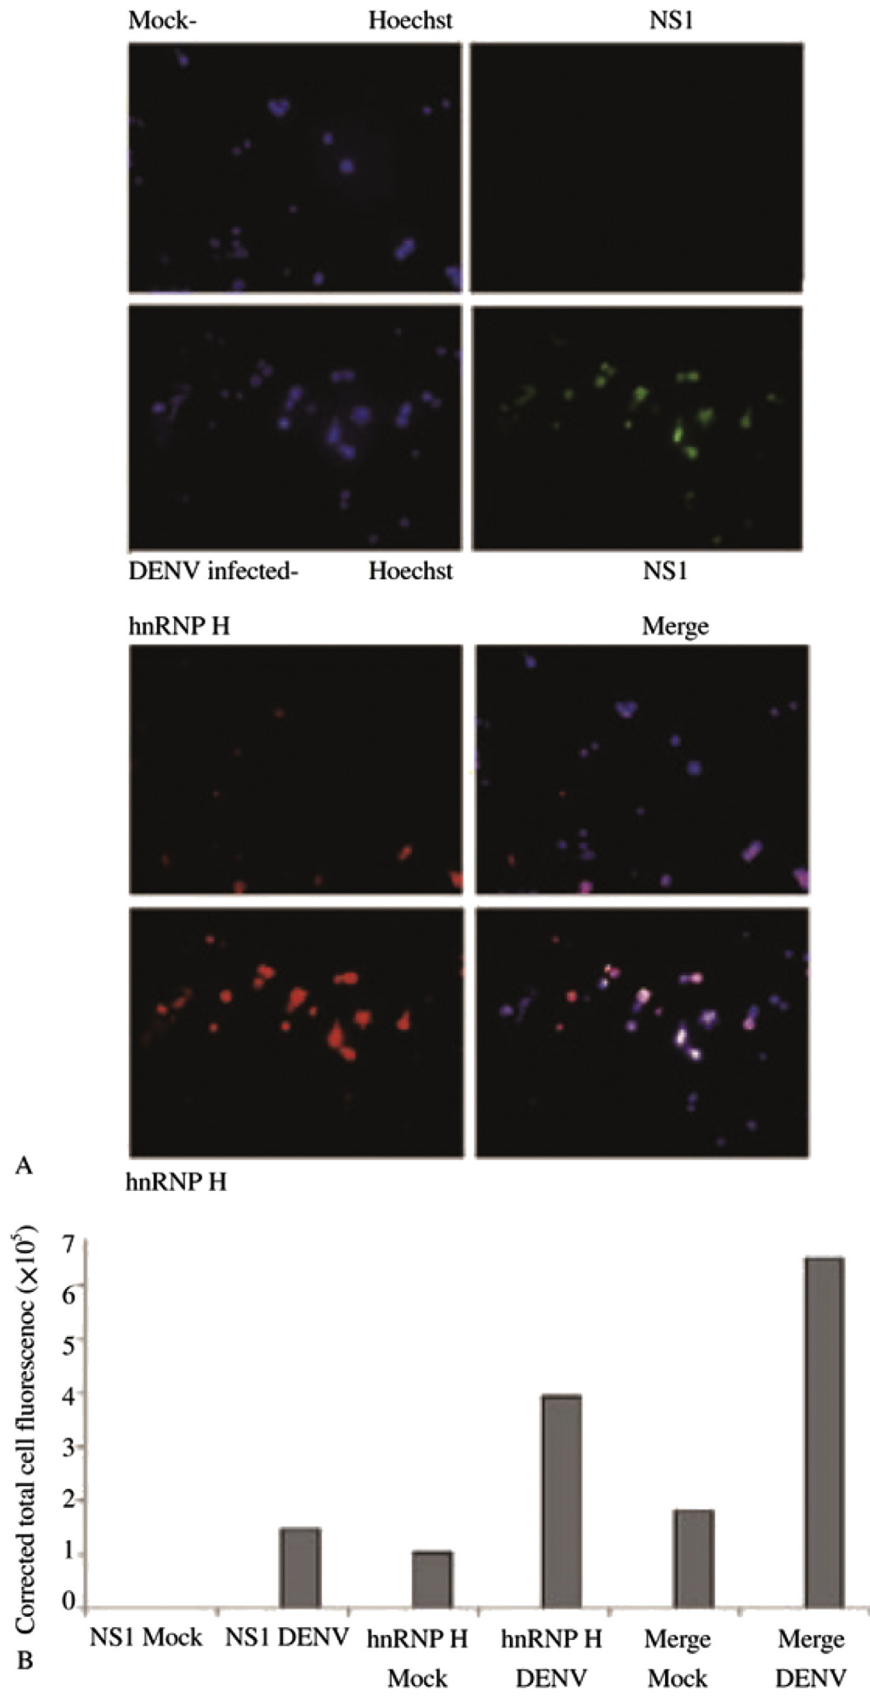 Mock- Hoechst NS1
DENV infected- Hoechst NS1
hnRNP H Merge
A
hnRNP H
Corrected total cell fluorescenoc (×10⁵)
7
6
5
4
3
2
1
0
NS1 Mock NS1 DENV hnRNP H hnRNP H Merge Merge
Mock DENV Mock DENV
B